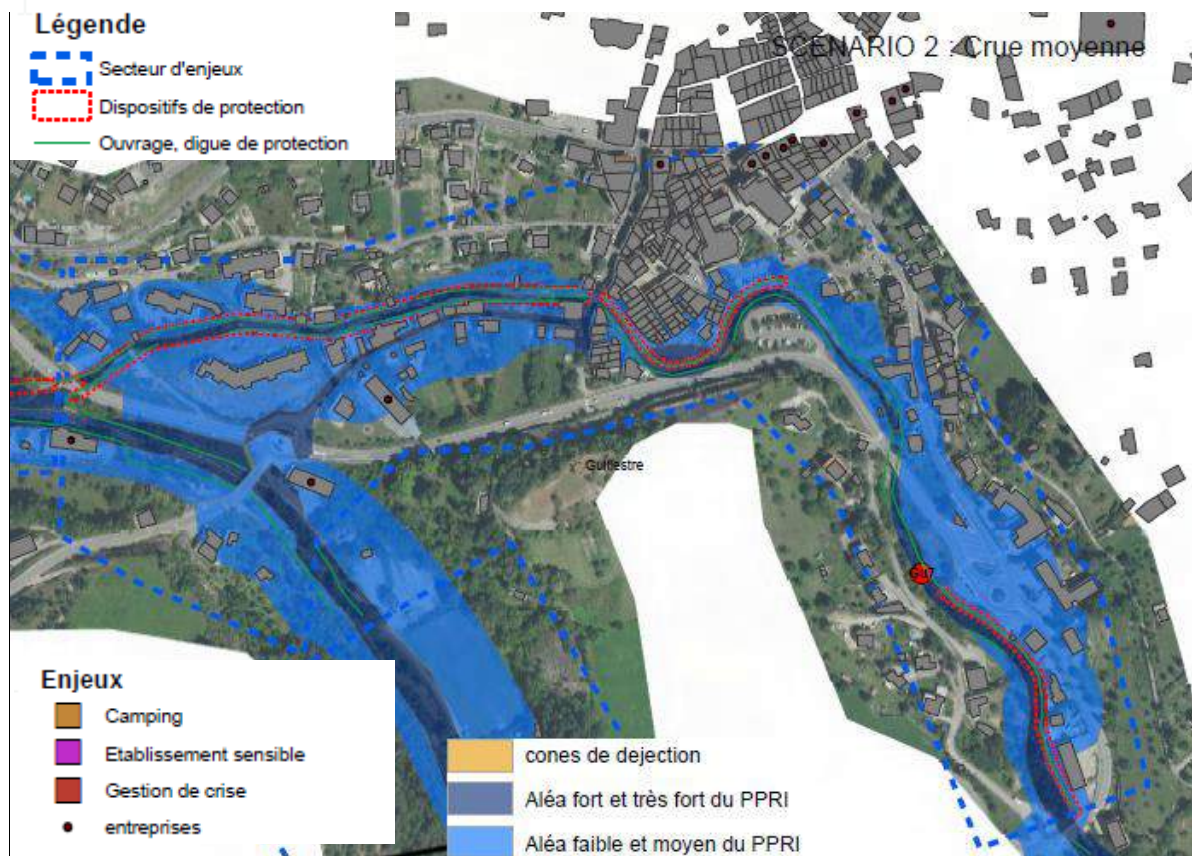 Légende
Secteur d'enjeux
Dispositifs de protection
Ouvrage, digue de protection
SCENARIO 2 : Crue moyenne
Guillestre
G-17
Enjeux
Camping
Etablissement sensible
Gestion de crise
entreprises
cones de dejection
Aléa fort et très fort du PPRI
Aléa faible et moyen du PPRI